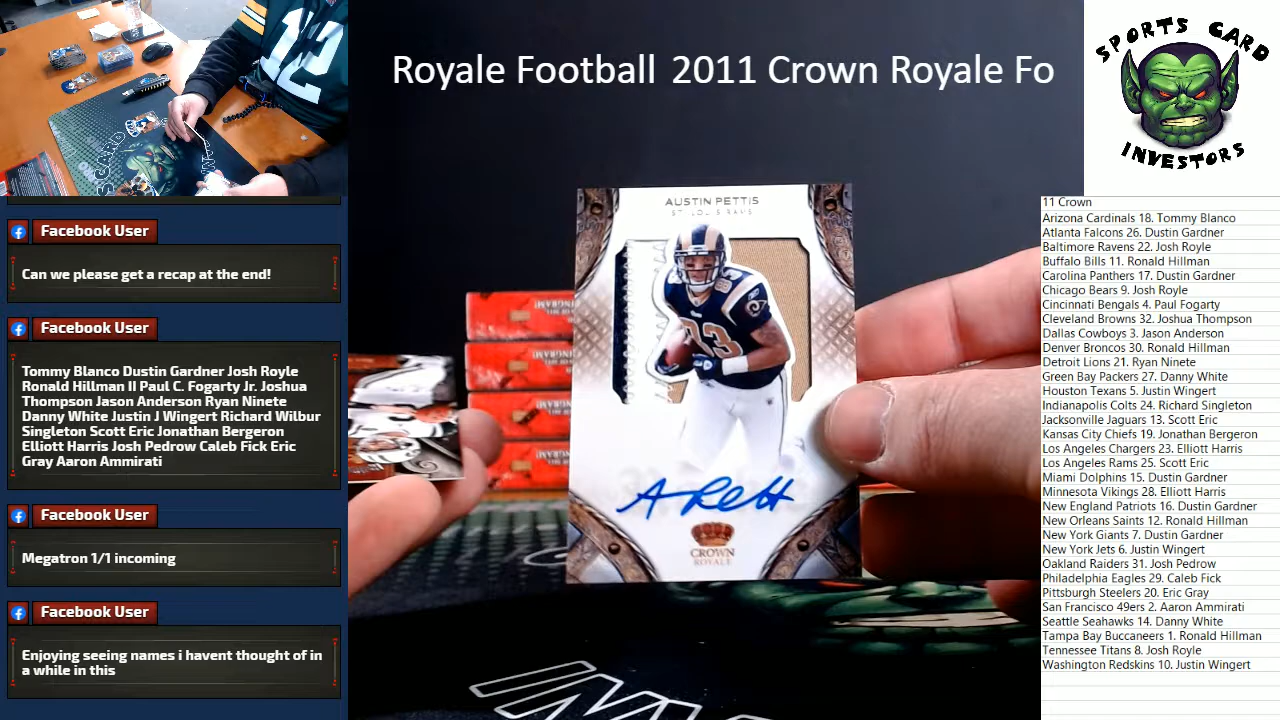 Royale Football 2011 Crown Royale Fo
SPORTS CARD
INVESTORS
12
Facebook User
Can we please get a recap at the end!
Facebook User
Tommy Blanco Dustin Gardner Josh Royle
Ronald Hillman II Paul C. Fogarty Jr. Joshua
Thompson Jason Anderson Ryan Ninete
Danny White Justin J Wingert Richard Wilbur
Singleton Scott Eric Jonathan Bergeron
Elliott Harris Josh Pedrow Caleb Fick Eric
Gray Aaron Ammirati
Facebook User
Megatron 1/1 incoming
Facebook User
Enjoying seeing names i havent thought of in
a while in this
AUSTIN PETTIS
ST. LOUIS RAMS
83
CROWN
ROYALE
11 Crown
Arizona Cardinals 18. Tommy Blanco
Atlanta Falcons 26. Dustin Gardner
Baltimore Ravens 22. Josh Royle
Buffalo Bills 11. Ronald Hillman
Carolina Panthers 17. Dustin Gardner
Chicago Bears 9. Josh Royle
Cincinnati Bengals 4. Paul Fogarty
Cleveland Browns 32. Joshua Thompson
Dallas Cowboys 3. Jason Anderson
Denver Broncos 30. Ronald Hillman
Detroit Lions 21. Ryan Ninete
Green Bay Packers 27. Danny White
Houston Texans 5. Justin Wingert
Indianapolis Colts 24. Richard Singleton
Jacksonville Jaguars 13. Scott Eric
Kansas City Chiefs 19. Jonathan Bergeron
Los Angeles Chargers 23. Elliott Harris
Los Angeles Rams 25. Scott Eric
Miami Dolphins 15. Dustin Gardner
Minnesota Vikings 28. Elliott Harris
New England Patriots 16. Dustin Gardner
New Orleans Saints 12. Ronald Hillman
New York Giants 7. Dustin Gardner
New York Jets 6. Justin Wingert
Oakland Raiders 31. Josh Pedrow
Philadelphia Eagles 29. Caleb Fick
Pittsburgh Steelers 20. Eric Gray
San Francisco 49ers 2. Aaron Ammirati
Seattle Seahawks 14. Danny White
Tampa Bay Buccaneers 1. Ronald Hillman
Tennessee Titans 8. Josh Royle
Washington Redskins 10. Justin Wingert